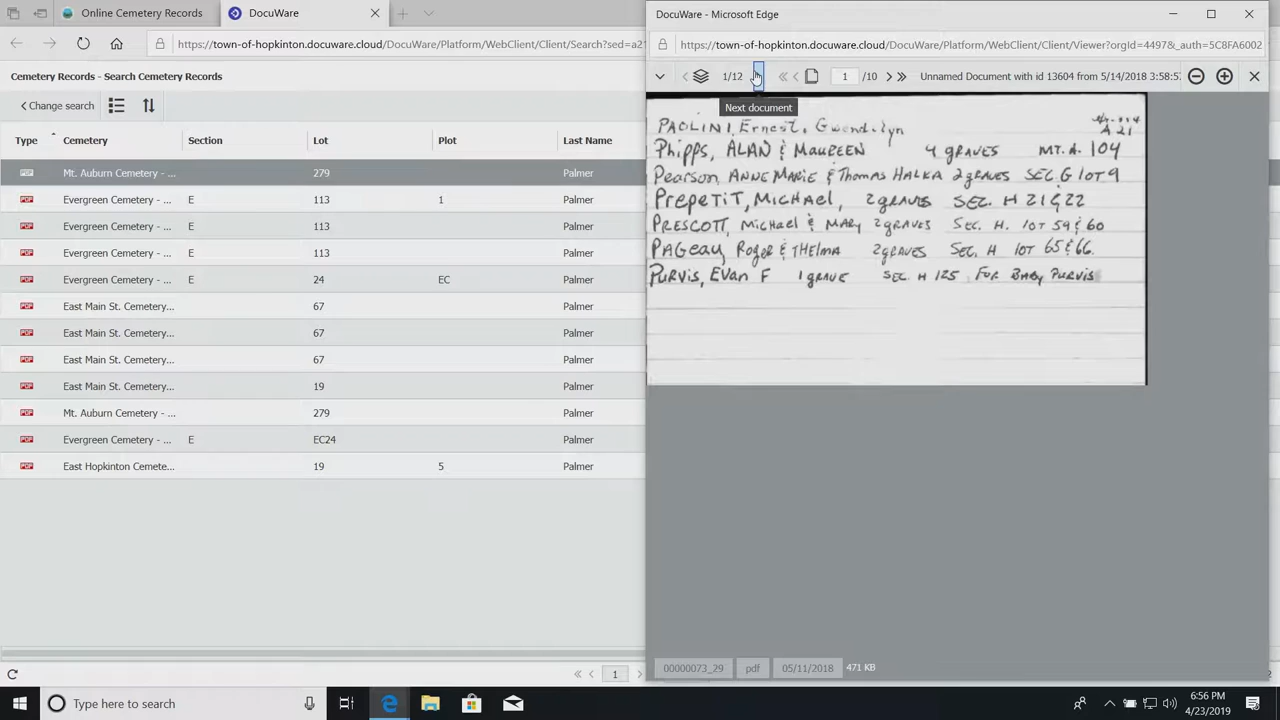 Online Cemetery Records
DocuWare
DocuWare - Microsoft Edge
https://town-of-hopkinton.docuware.cloud/DocuWare/Platform/WebClient/Client/Search?sed=a2
https://town-of-hopkinton.docuware.cloud/DocuWare/Platform/WebClient/Client/Viewer?orgId=4497&_auth=5C8FA6002
Cemetery Records - Search Cemetery Records
1/12
1 /10
Unnamed Document with id 13604 from 5/14/2018 3:58:5
Change search
Next document
Type Cemetery Section Lot Plot Last Name
Mt. Auburn Cemetery - ... 279 Palmer
Evergreen Cemetery - ... E 113 1 Palmer
Evergreen Cemetery - ... E 113 Palmer
Evergreen Cemetery - ... E 113 Palmer
Evergreen Cemetery - ... E 24 EC Palmer
East Main St. Cemetery... 67 Palmer
East Main St. Cemetery... 67 Palmer
East Main St. Cemetery... 67 Palmer
East Main St. Cemetery... 19 Palmer
Mt. Auburn Cemetery - ... 279 Palmer
Evergreen Cemetery - ... E EC24 Palmer
East Hopkinton Cemete... 19 5 Palmer
PAOLINI, Ernest, Gwendolyn A 21
Phipps, ALAN & MAUREEN 4 GRAVES MT. A. 104
Pearson, ANNE MARIE & Thomas HALKA 2 GRAVES SEC. G LOT 9
PrepeTIT, MICHAEL, 2 GRAVES SEC. H 21 & 22
PRESCOTT, Michael & MARY 2 GRAVES SEC. H. LOT 59 & 60
PAGeay Roger & THELMA 2 GRAVES SEC. H LOT 65 & 66.
PURVIS, EVAN F 1 GRAVE SEC. H 125 FOR BABY PURVIS
1
00000073_29 pdf 05/11/2018 471 KB
Type here to search
6:56 PM
4/23/2019